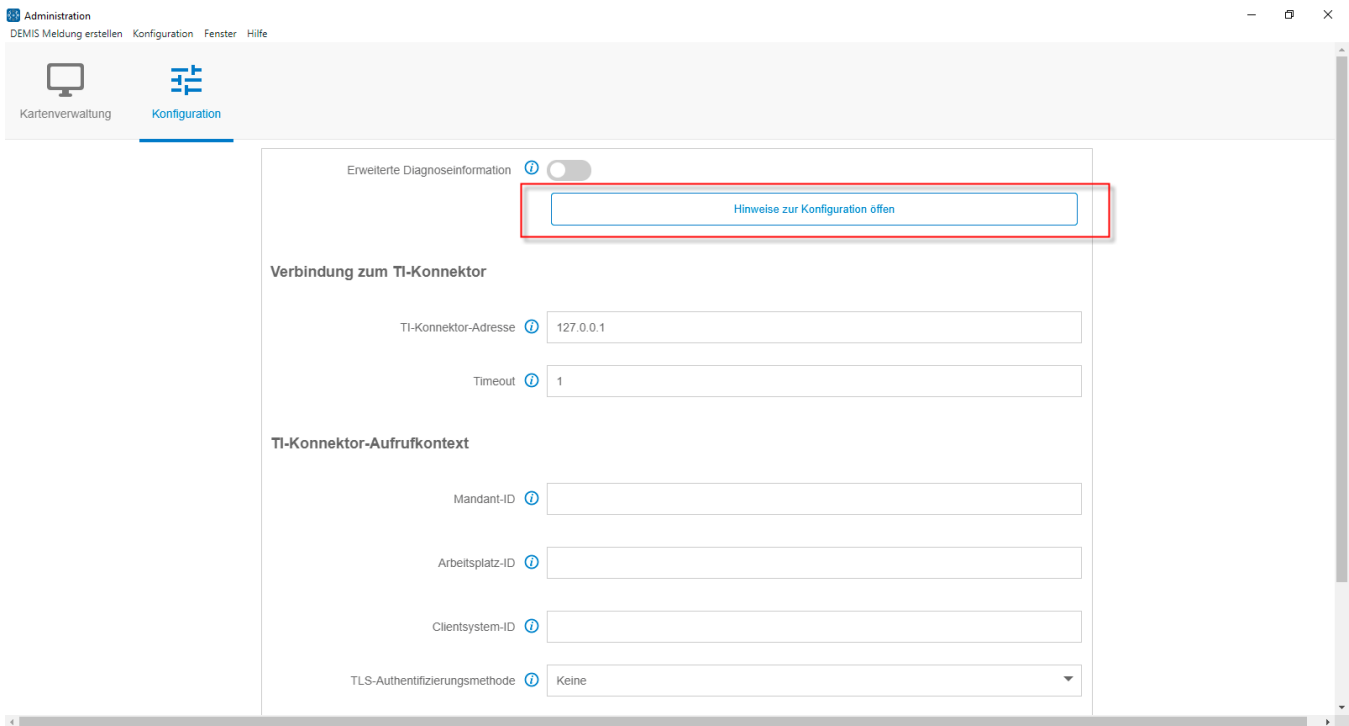 Administration
DEMIS Meldung erstellen Konfiguration Fenster Hilfe
Kartenverwaltung Konfiguration
Erweiterte Diagnoseinformation
Hinweise zur Konfiguration öffen
Verbindung zum TI-Konnektor
TI-Konnektor-Adresse 127.0.0.1
Timeout 1
TI-Konnektor-Aufrufkontext
Mandant-ID
Arbeitsplatz-ID
Clientsystem-ID
TLS-Authentifizierungsmethode Keine